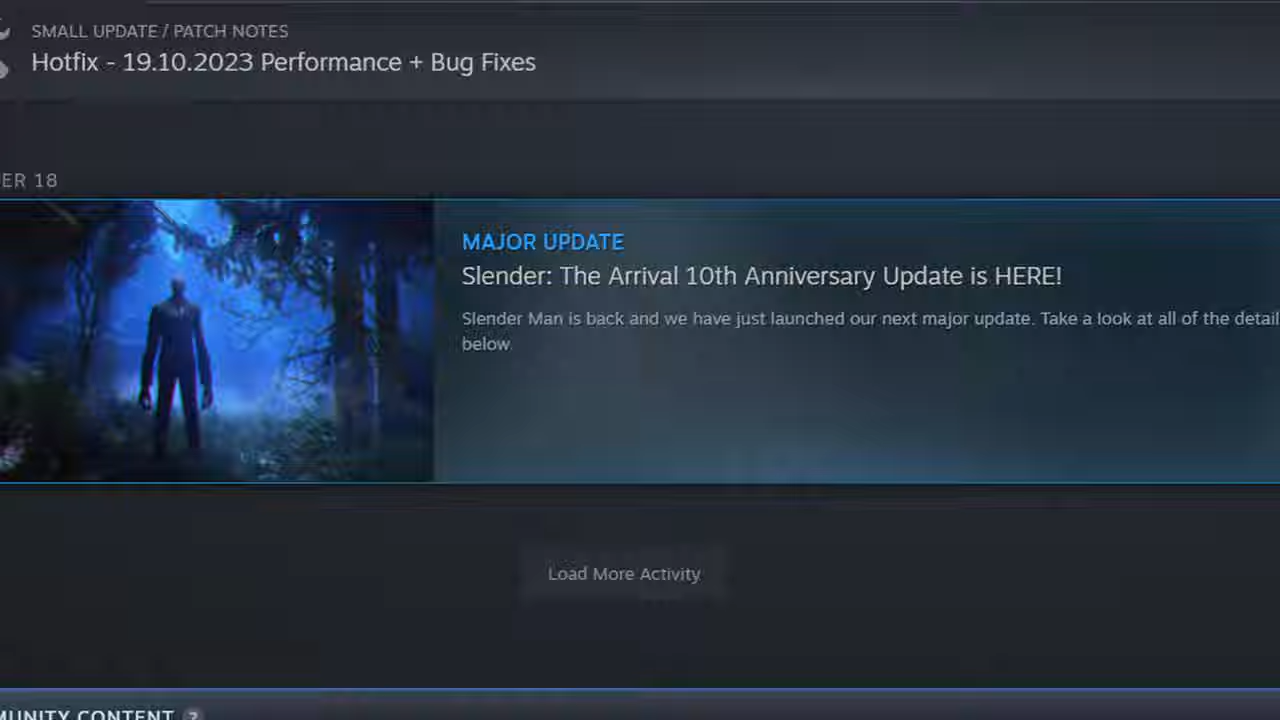 SMALL UPDATE / PATCH NOTES
Hotfix - 19.10.2023 Performance + Bug Fixes
ER 18
MAJOR UPDATE
Slender: The Arrival 10th Anniversary Update is HERE!
Slender Man is back and we have just launched our next major update. Take a look at all of the detail
below.
Load More Activity
MUNITY CONTENT ?